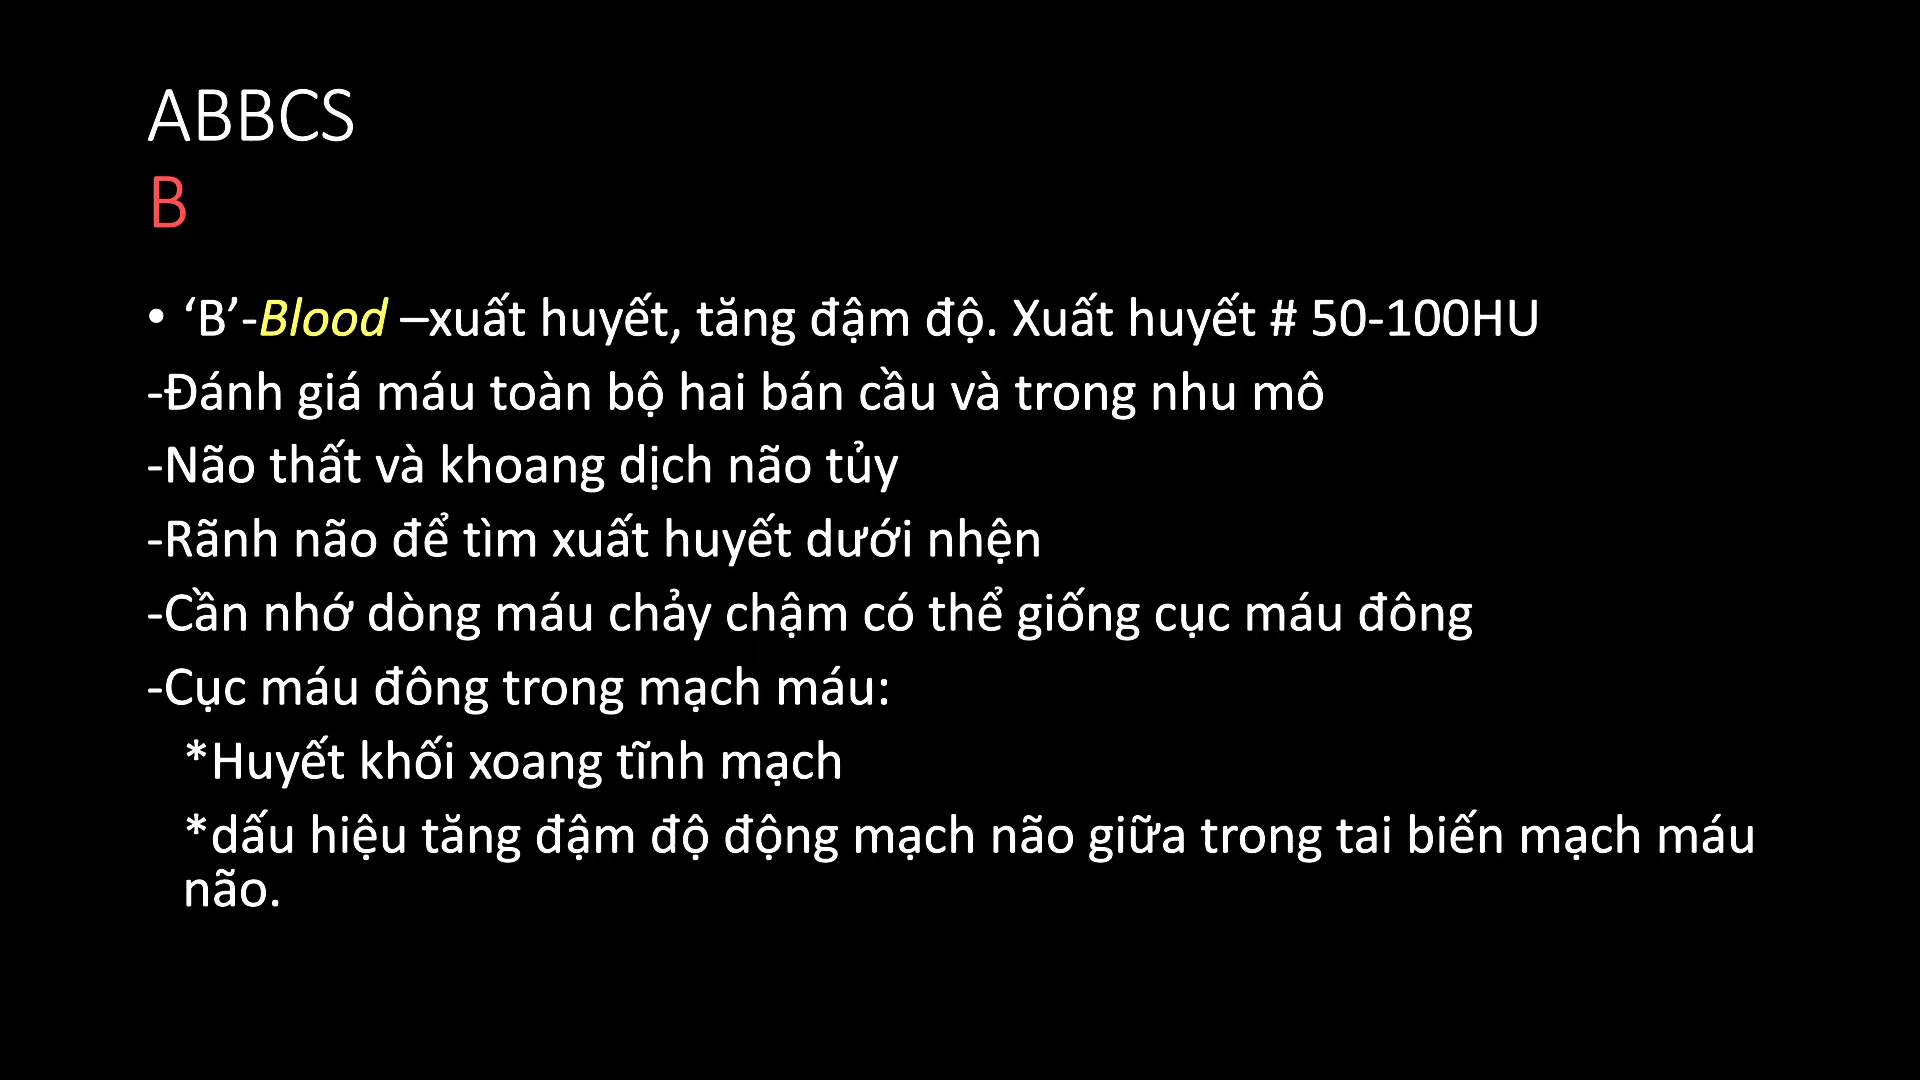 ABBCS
B
• ‘B’-Blood –xuất huyết, tăng đậm độ. Xuất huyết # 50-100HU
-Đánh giá máu toàn bộ hai bán cầu và trong nhu mô
-Não thất và khoang dịch não tủy
-Rãnh não để tìm xuất huyết dưới nhện
-Cần nhớ dòng máu chảy chậm có thể giống cục máu đông
-Cục máu đông trong mạch máu:
*Huyết khối xoang tĩnh mạch
*dấu hiệu tăng đậm độ động mạch não giữa trong tai biến mạch máu
não.